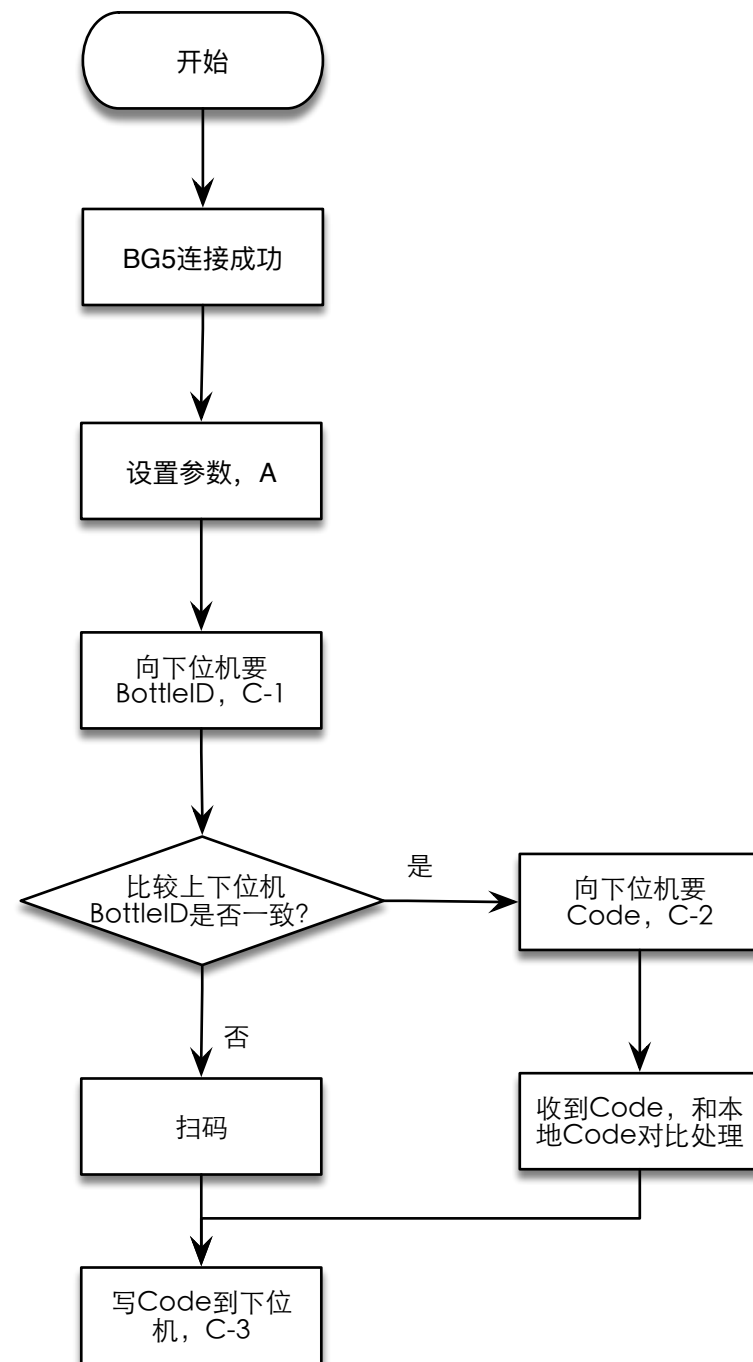 开始
BG5连接成功
设置参数，A
向下位机要
BottleID，C-1
比较上下位机
BottleID是否一致?
是
向下位机要
Code，C-2
否
扫码
收到Code，和本
地Code对比处理
写Code到下位
机，C-3